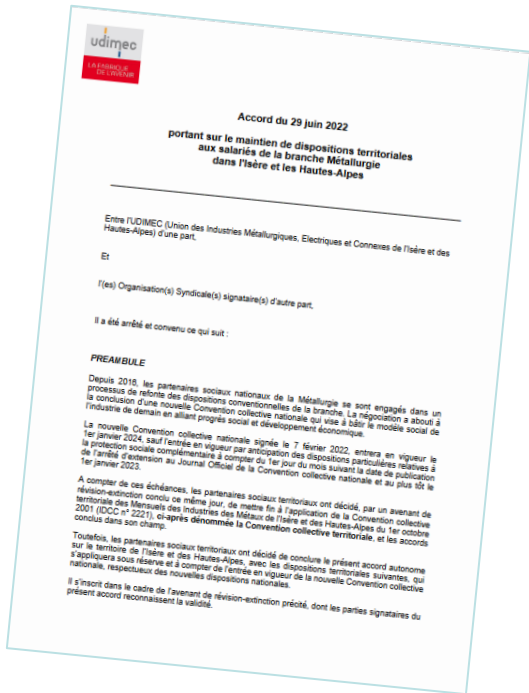 udimec
LA FABRIQUE
DE L'AVENIR
Accord du 29 juin 2022
portant sur le maintien de dispositions territoriales
aux salariés de la branche Métallurgie
dans l'Isère et les Hautes-Alpes
Entre l'UDIMEC (Union des Industries Métallurgiques, Electriques et Connexes de l'Isère et des
Hautes-Alpes) d'une part,
Et
l'(es) Organisation(s) Syndicale(s) signataire(s) d'autre part,
Il a été arrêté et convenu ce qui suit :
PREAMBULE
Depuis 2016, les partenaires sociaux nationaux de la Métallurgie se sont engagés dans un
processus de refonte des dispositions conventionnelles de la branche. La négociation a abouti à
la conclusion d'une nouvelle Convention collective nationale qui vise à bâtir le modèle social de
l'industrie de demain en alliant progrès social et développement économique.
La nouvelle Convention collective nationale signée le 7 février 2022, entrera en vigueur le
1er janvier 2024, sauf l'entrée en vigueur par anticipation des dispositions particulières relatives à
la protection sociale complémentaire à compter du 1er jour du mois suivant la date de publication
de l'arrêté d'extension au Journal Officiel de la Convention collective nationale et au plus tôt le
1er janvier 2023.
A compter de ces échéances, les partenaires sociaux territoriaux ont décidé, par un avenant de
révision-extinction conclu ce même jour, de mettre fin à l'application de la Convention collective
territoriale des Mensuels des Industries des Métaux de l'Isère et des Hautes-Alpes du 1er octobre
2001 (IDCC n° 2221), ci-après dénommée la Convention collective territoriale, et les accords
conclus dans son champ.
Toutefois, les partenaires sociaux territoriaux ont décidé de conclure le présent accord autonome
sur le territoire de l'Isère et des Hautes-Alpes, avec les dispositions territoriales suivantes, qui
s'appliquera sous réserve et à compter de l'entrée en vigueur de la nouvelle Convention collective
nationale, respectueux des nouvelles dispositions nationales.
Il s'inscrit dans le cadre de l'avenant de révision-extinction précité, dont les parties signataires du
présent accord reconnaissent la validité.